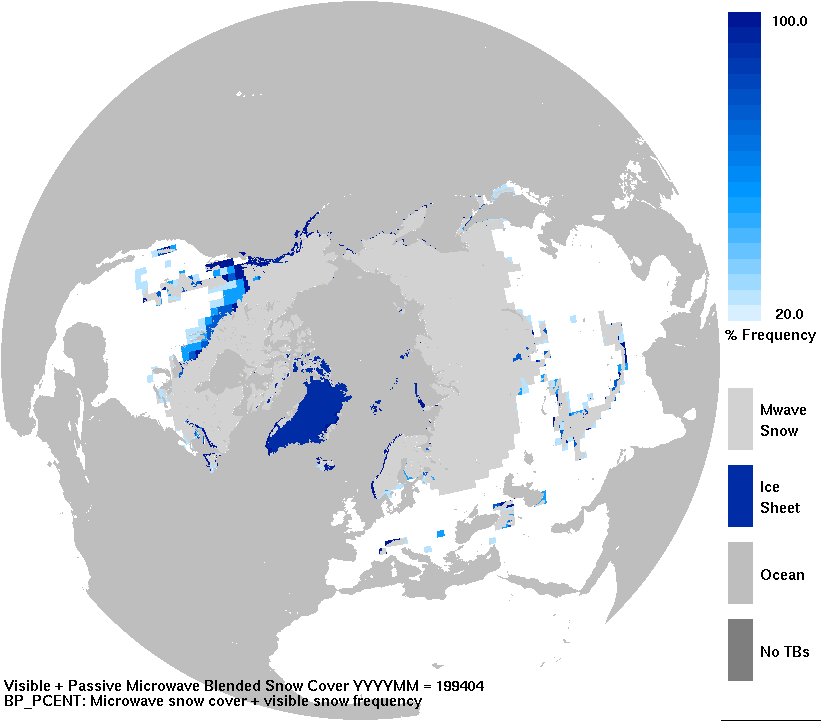 100.0
20.0
% Frequency
Mwave
Snow
Ice
Sheet
Ocean
No TBs
Visible + Passive Microwave Blended Snow Cover YYYYMM = 199404
BP_PCENT: Microwave snow cover + visible snow frequency